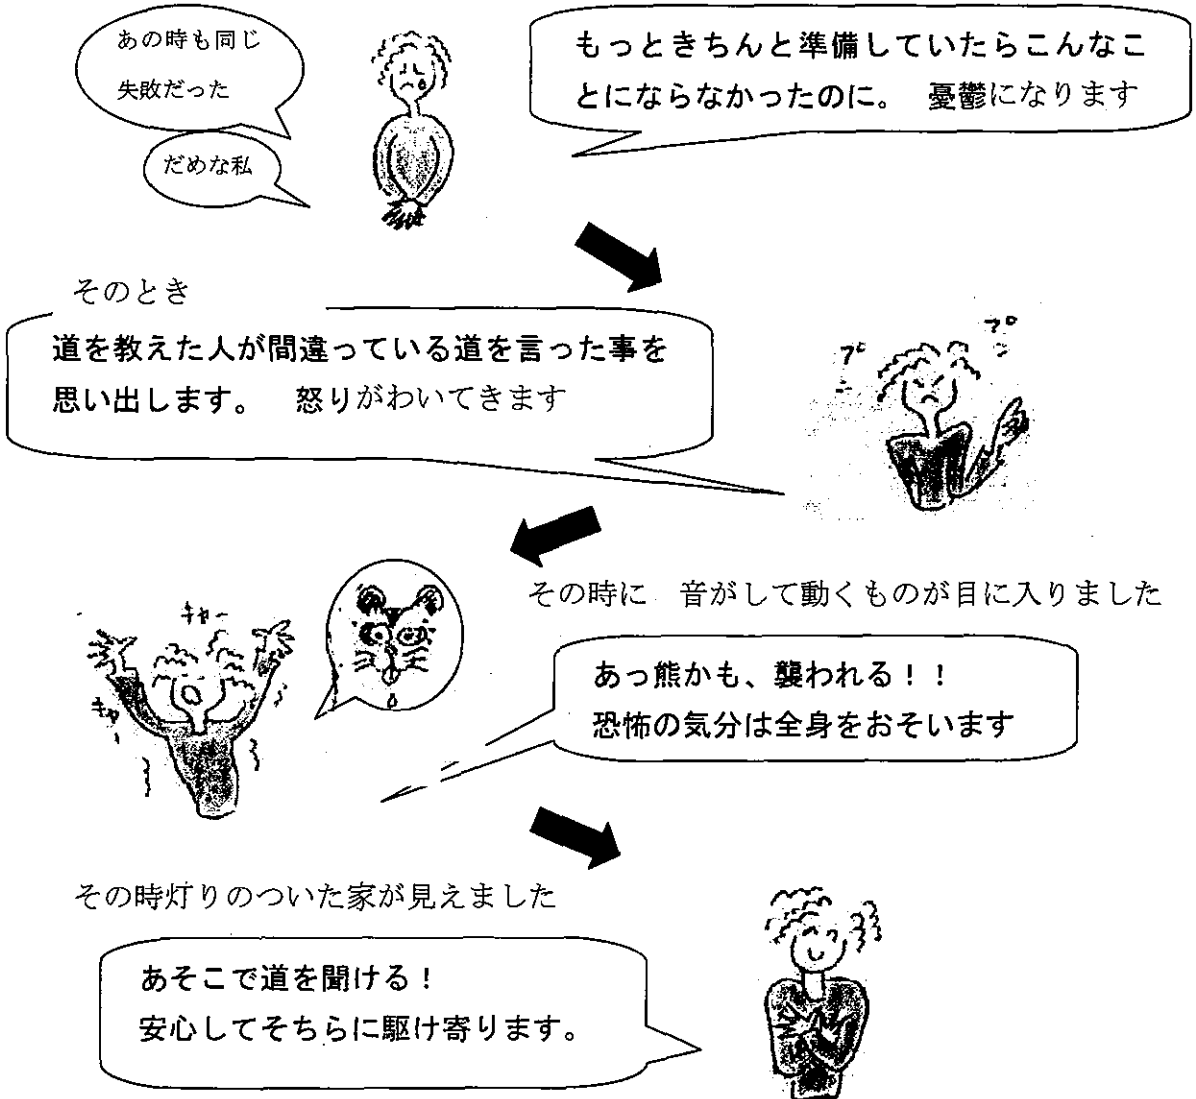 あの時も同じ
失敗だった
だめな私
もっときちんと準備していたらこんなこ
とにならなかったのに。　憂鬱になります
そのとき
道を教えた人が間違っている道を言った事を
思い出します。　怒りがわいてきます
プ
プ
その時に　音がして動くものが目に入りました
キャー
キャー
あっ熊かも、襲われる！！
恐怖の気分は全身をおそいます
その時灯りのついた家が見えました
あそこで道を聞ける！
安心してそちらに駆け寄ります。